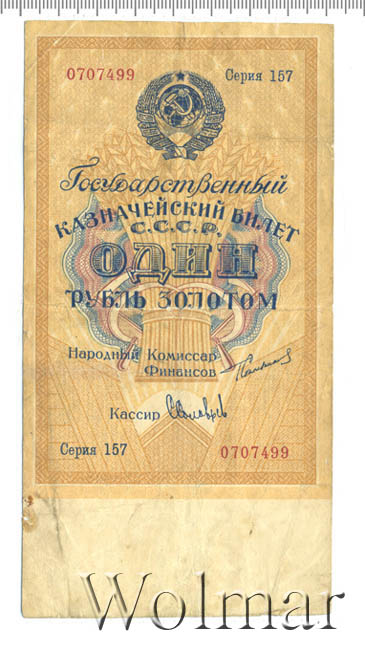 0707499 Серия 157
Государственный
КАЗНАЧЕЙСКИЙ БИЛЕТ
С.С.С.Р.
ОДИН
РУБЛЬ ЗОЛОТОМ
Народный Комиссар
Финансов
Кассир
Серия 157 0707499
Wolmar